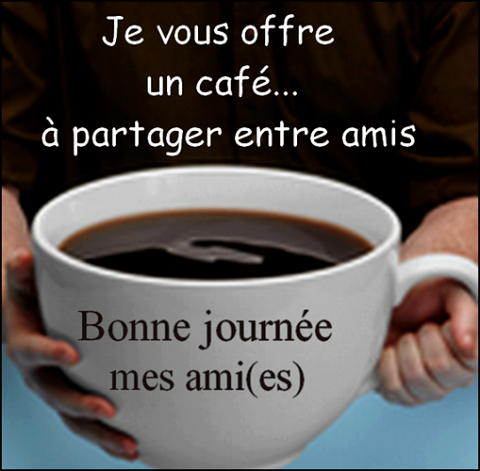 Je vous offre
un café...
à partager entre amis
Bonne journée
mes ami(es)